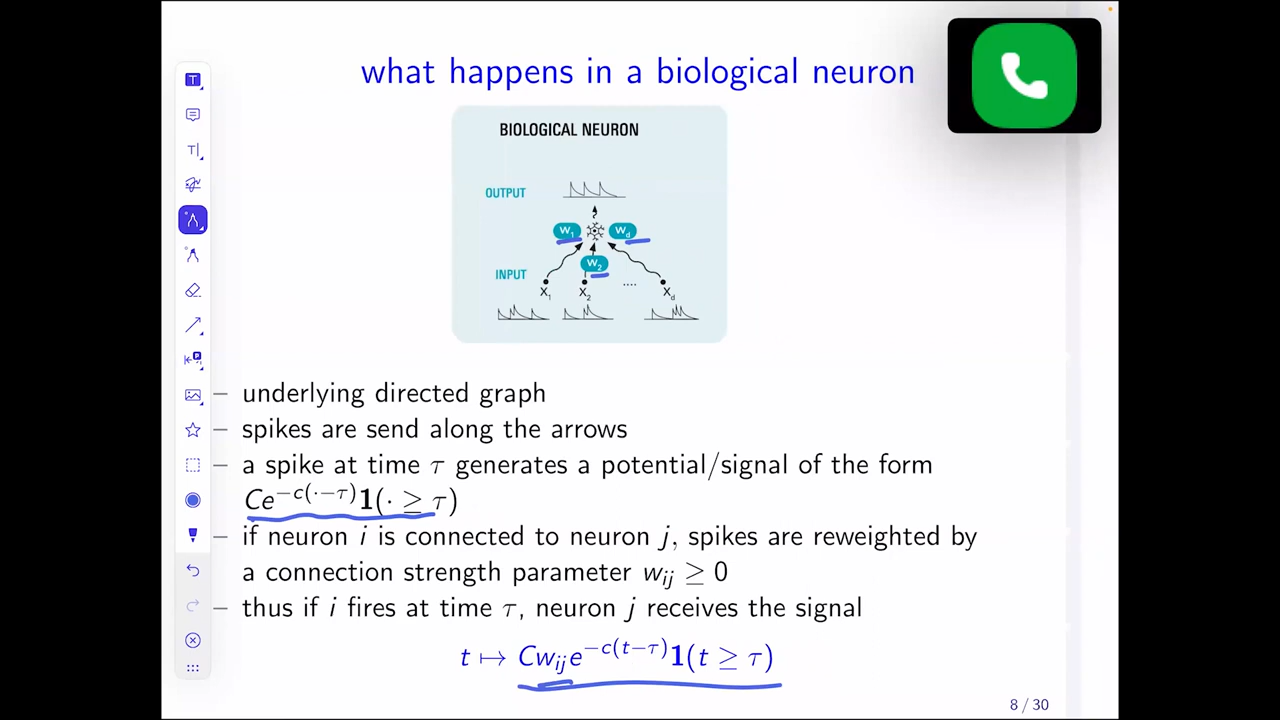 what happens in a biological neuron
BIOLOGICAL NEURON
OUTPUT
w₁ w_d
w₂
INPUT
X₁ X₂ .... X_d
– underlying directed graph
– spikes are send along the arrows
– a spike at time τ generates a potential/signal of the form
Ce^{−c(·−τ)}𝟏(· ≥ τ)
– if neuron i is connected to neuron j, spikes are reweighted by
a connection strength parameter w_{ij} ≥ 0
– thus if i fires at time τ, neuron j receives the signal
t ↦ Cw_{ij}e^{−c(t−τ)}𝟏(t ≥ τ)
8 / 30